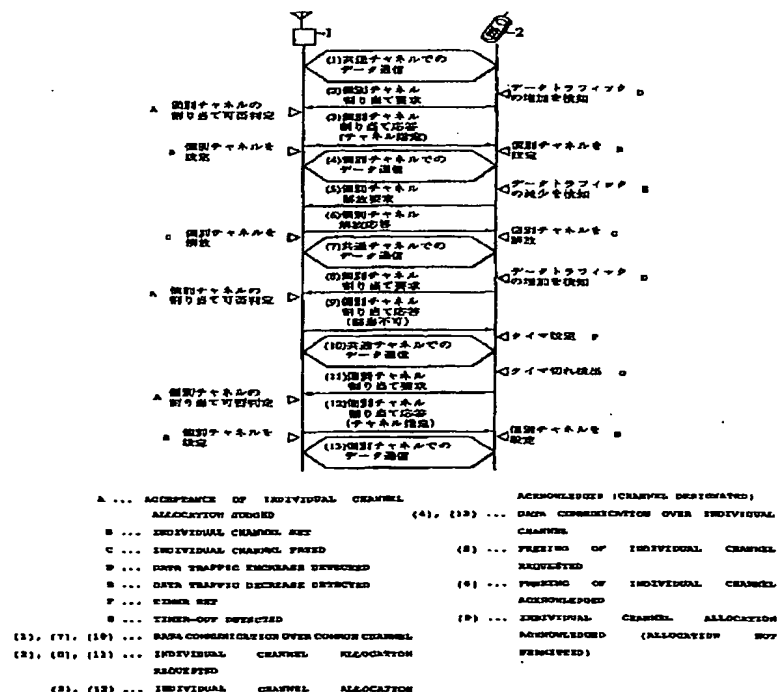 1
2
(1)共通チャネルでの
データ通信
(2)個別チャネル
割り当て要求
データトラフィック D
の増加を検知
A 個別チャネルの
割り当て可否判定
(3)個別チャネル
割り当て応答
(チャネル指定)
B 個別チャネルを
設定
個別チャネルを B
設定
(4)個別チャネルでの
データ通信
(5)個別チャネル
解放要求
データトラフィック E
の減少を検知
(6)個別チャネル
解放応答
C 個別チャネルを
解放
個別チャネルを C
解放
(7)共通チャネルでの
データ通信
(8)個別チャネル
割り当て要求
データトラフィック D
の増加を検知
A 個別チャネルの
割り当て可否判定
(9)個別チャネル
割り当て応答
(割当不可)
タイマ設定 F
(10)共通チャネルでの
データ通信
タイマ切れ検出 G
(11)個別チャネル
割り当て要求
A 個別チャネルの
割り当て可否判定
(12)個別チャネル
割り当て応答
(チャネル指定)
B 個別チャネルを
設定
個別チャネルを B
設定
(13)個別チャネルでの
データ通信
A ... ACCEPTANCE OF INDIVIDUAL CHANNEL
ALLOCATION JUDGED
B ... INDIVIDUAL CHANNEL SET
C ... INDIVIDUAL CHANNEL FREED
D ... DATA TRAFFIC INCREASE DETECTED
E ... DATA TRAFFIC DECREASE DETECTED
F ... TIMER SET
G ... TIMER-OUT DETECTED
(1), (7), (10) ... DATA COMMUNICATION OVER COMMON CHANNEL
(2), (8), (11) ... INDIVIDUAL CHANNEL ALLOCATION
REQUESTED
(3), (12) ... INDIVIDUAL CHANNEL ALLOCATION
ACKNOWLEDGED (CHANNEL DESIGNATED)
(4), (13) ... DATA COMMUNICATION OVER INDIVIDUAL
CHANNEL
(5) ... FREEING OF INDIVIDUAL CHANNEL
REQUESTED
(6) ... FREEING OF INDIVIDUAL CHANNEL
ACKNOWLEDGED
(9) ... INDIVIDUAL CHANNEL ALLOCATION
ACKNOWLEDGED (ALLOCATION NOT
PERMITTED)